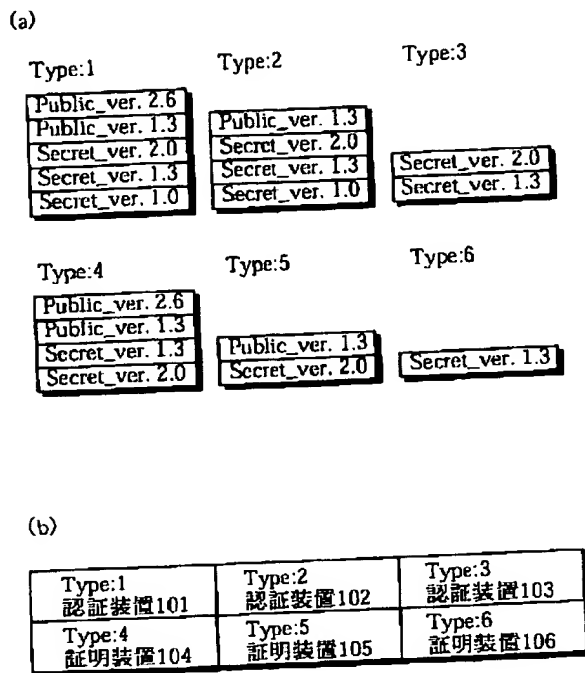 (a)
Type:1
Public_ver. 2.6
Public_ver. 1.3
Secret_ver. 2.0
Secret_ver. 1.3
Secret_ver. 1.0
Type:2
Public_ver. 1.3
Secret_ver. 2.0
Secret_ver. 1.3
Secret_ver. 1.0
Type:3
Secret_ver. 2.0
Secret_ver. 1.3
Type:4
Public_ver. 2.6
Public_ver. 1.3
Secret_ver. 1.3
Secret_ver. 2.0
Type:5
Public_ver. 1.3
Secret_ver. 2.0
Type:6
Secret_ver. 1.3
(b)
Type:1
認証装置101
Type:2
認証装置102
Type:3
認証装置103
Type:4
証明装置104
Type:5
証明装置105
Type:6
証明装置106